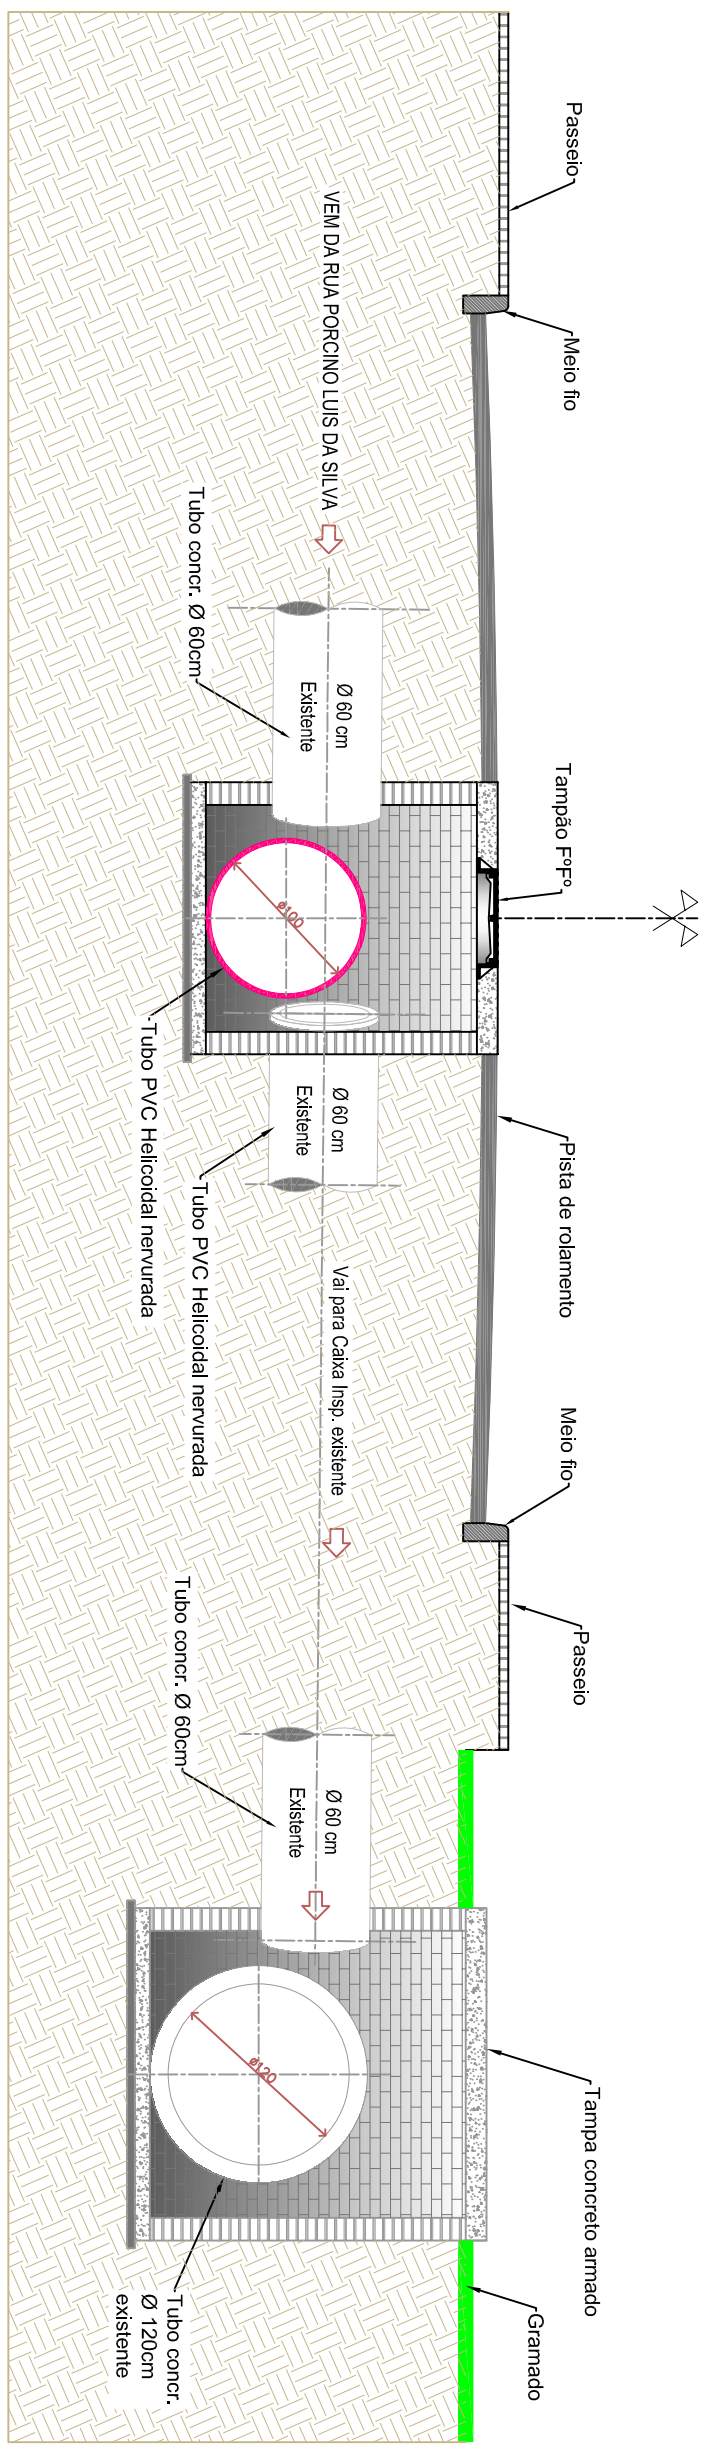 Passeio
Meio fio
VEM DA RUA PORCINO LUIS DA SILVA
Tubo concr. Ø 60cm
Ø 60 cm
Existente
Tampão FºFº
ø100
Tubo PVC Helicoidal nervurada
Tubo PVC Helicoidal nervurada
Ø 60 cm
Existente
Pista de rolamento
Vai para Caixa Insp. existente
Meio fio
Passeio
Tubo concr. Ø 60cm
Ø 60 cm
Existente
ø120
Tampa concreto armado
Gramado
Tubo concr.
Ø 120cm
existente